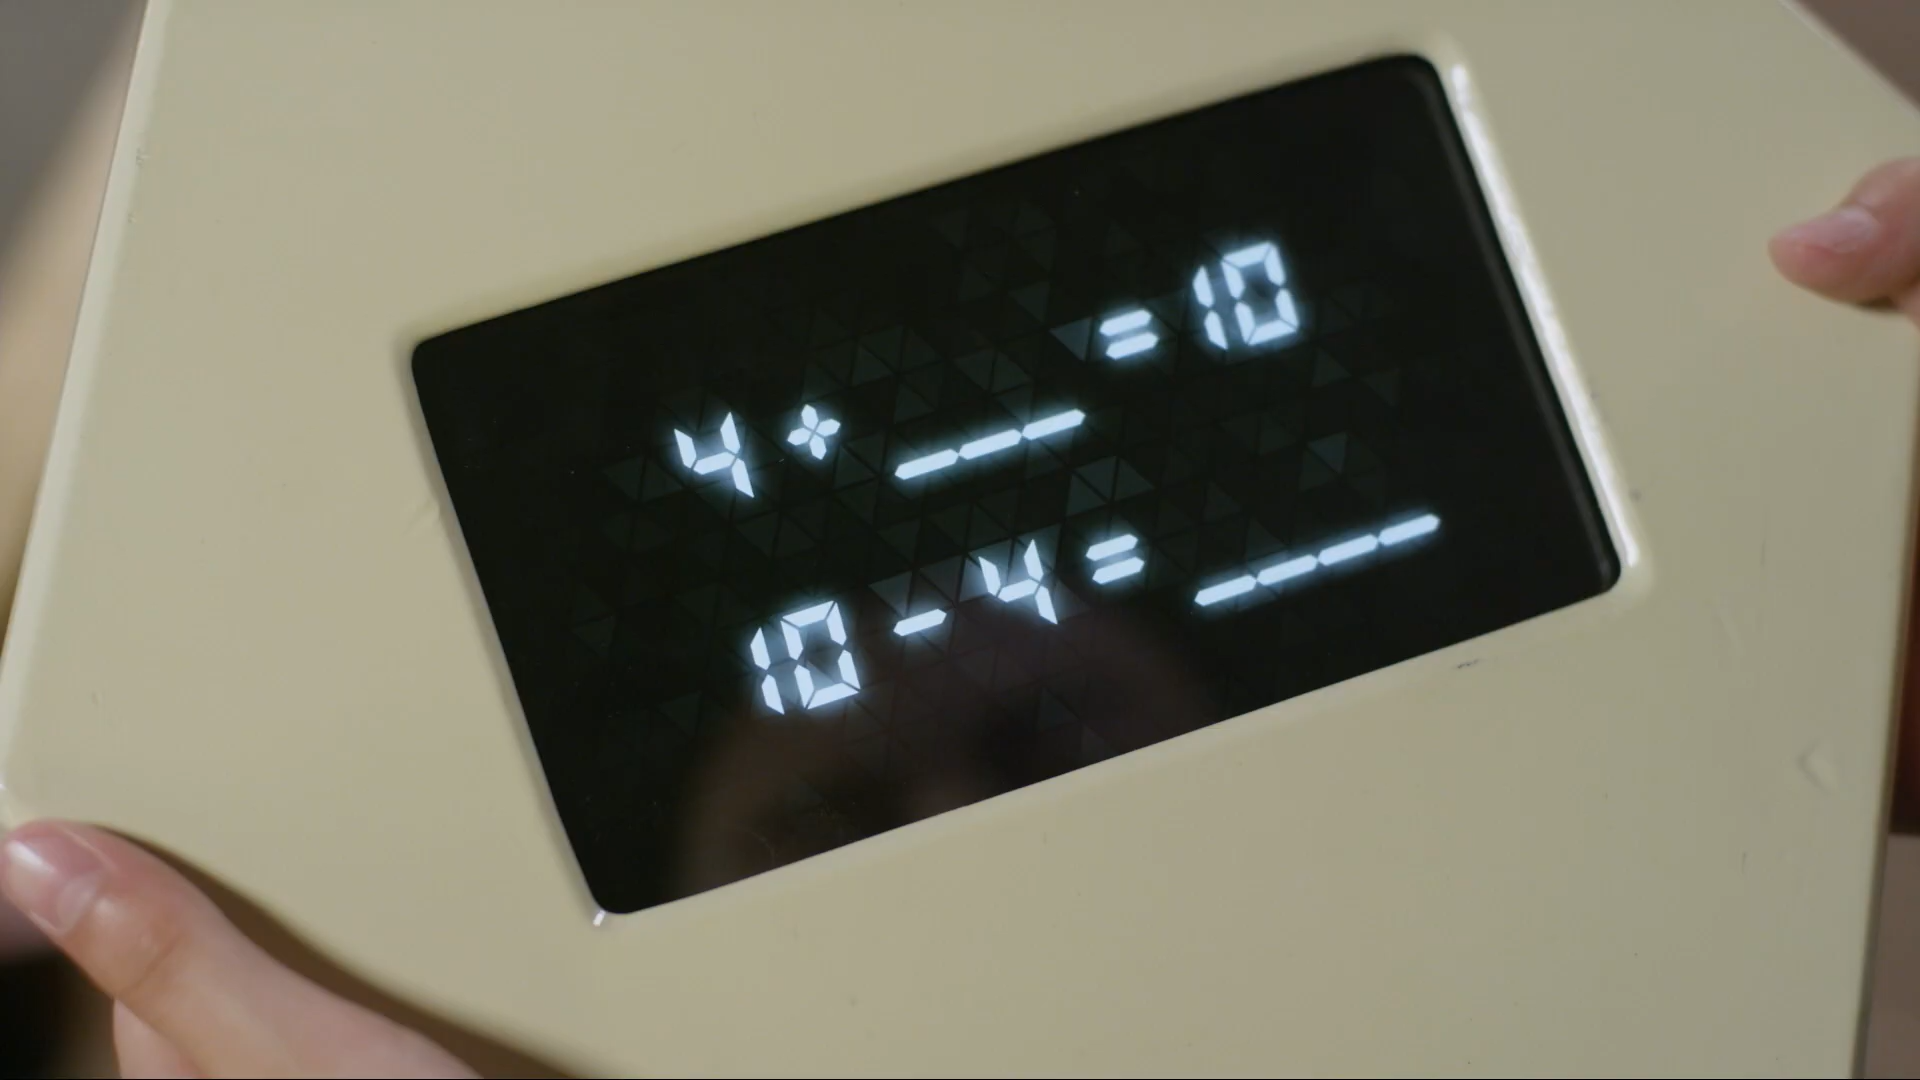 4 + ___ = 10
10 - 4 = ____